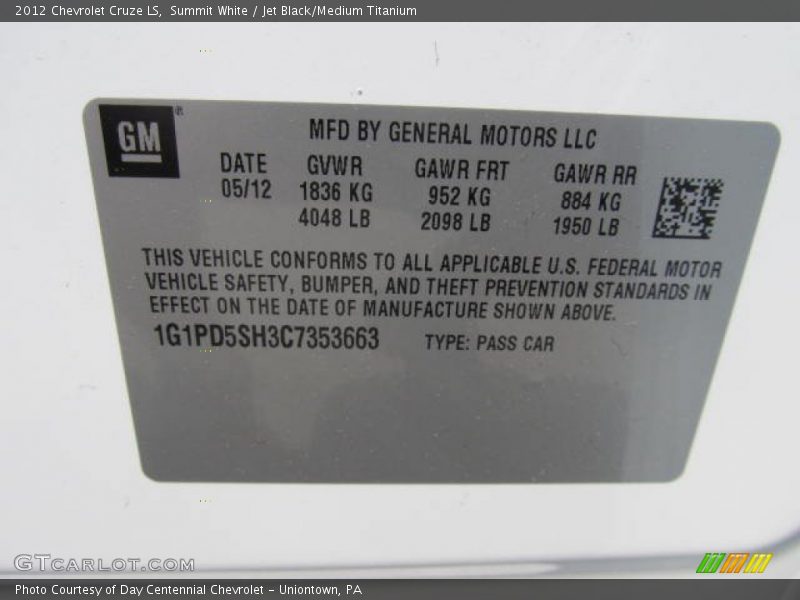 2012 Chevrolet Cruze LS,  Summit White / Jet Black/Medium Titanium
GM®
MFD BY GENERAL MOTORS LLC
DATE GVWR GAWR FRT GAWR RR
05/12 1836 KG 952 KG 884 KG
4048 LB 2098 LB 1950 LB
THIS VEHICLE CONFORMS TO ALL APPLICABLE U.S. FEDERAL MOTOR
VEHICLE SAFETY, BUMPER, AND THEFT PREVENTION STANDARDS IN
EFFECT ON THE DATE OF MANUFACTURE SHOWN ABOVE.
1G1PD5SH3C7353663 TYPE: PASS CAR
GTCARLOT.COM
Photo Courtesy of Day Centennial Chevrolet - Uniontown, PA